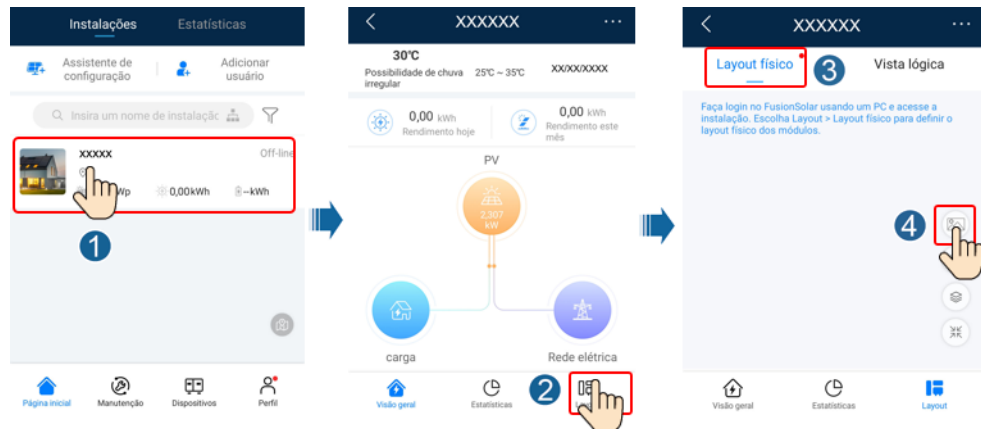 Instalações
Estatísticas
Assistente de
configuração
Adicionar
usuário
Insira um nome de instalaçãc
XXXXX
Off-line
Wp
0,00kWh
--kWh
1
Página inicial
Manutenção
Dispositivos
Perfil
XXXXXX
30℃
Possibilidade de chuva
irregular
25℃ ~ 35℃
XX/XX/XXXX
0,00 kWh
Rendimento hoje
0,00 kWh
Rendimento este
mês
PV
2,307
kW
carga
Rede elétrica
Visão geral
Estatísticas
2
XXXXXX
Layout físico
3
Vista lógica
Faça login no FusionSolar usando um PC e acesse a
instalação. Escolha Layout > Layout físico para definir o
layout físico dos módulos.
4
Visão geral
Estatísticas
Layout